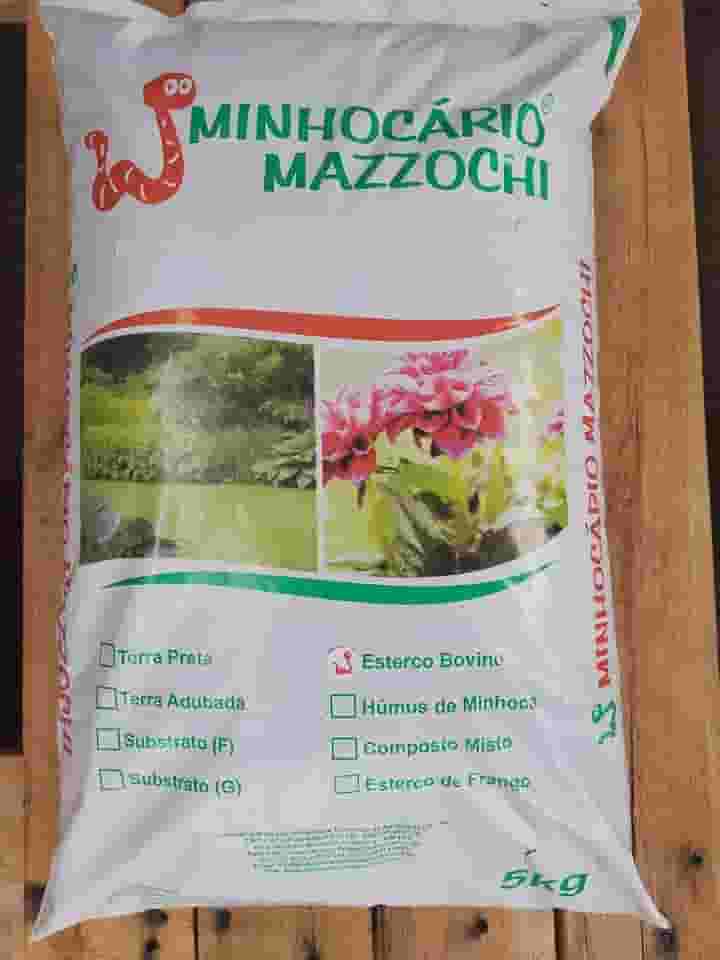 MINHOCÁRIO
MAZZOCHI
MINHOCÁRIO MAZZOCHI
Terra Preta
Terra Adubada
Substrato (F)
Substrato (G)
Esterco Bovino
Húmus de Minhoca
Composto Misto
Esterco de Frango
5kg